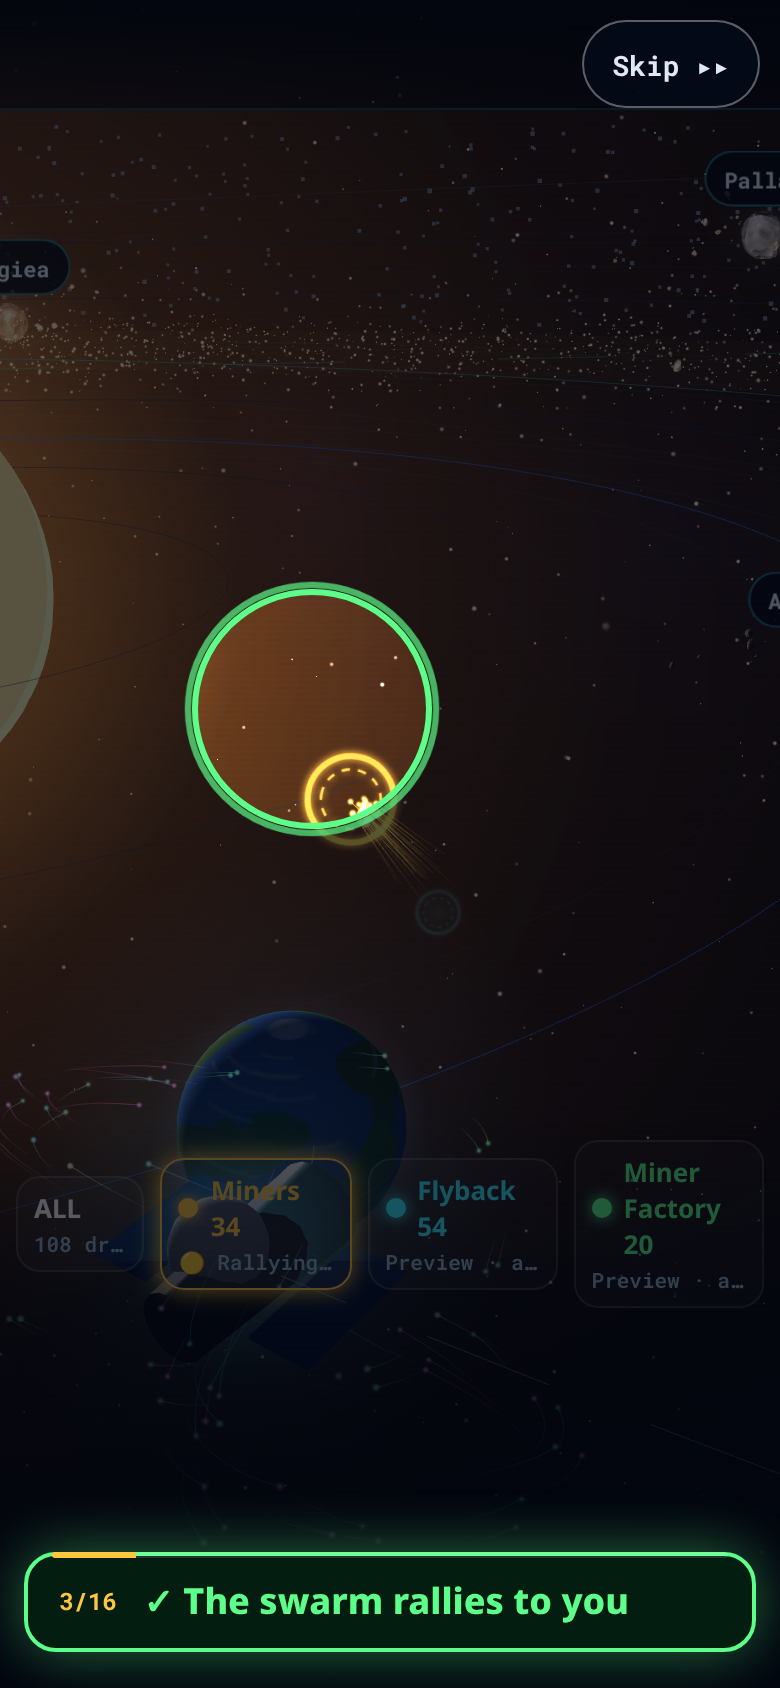 Skip ▸▸
Palla
giea
A
ALL
108 dr…
Miners
34
Rallying…
Flyback
54
Preview · a…
Miner
Factory
20
Preview · a…
3/16 ✓ The swarm rallies to you